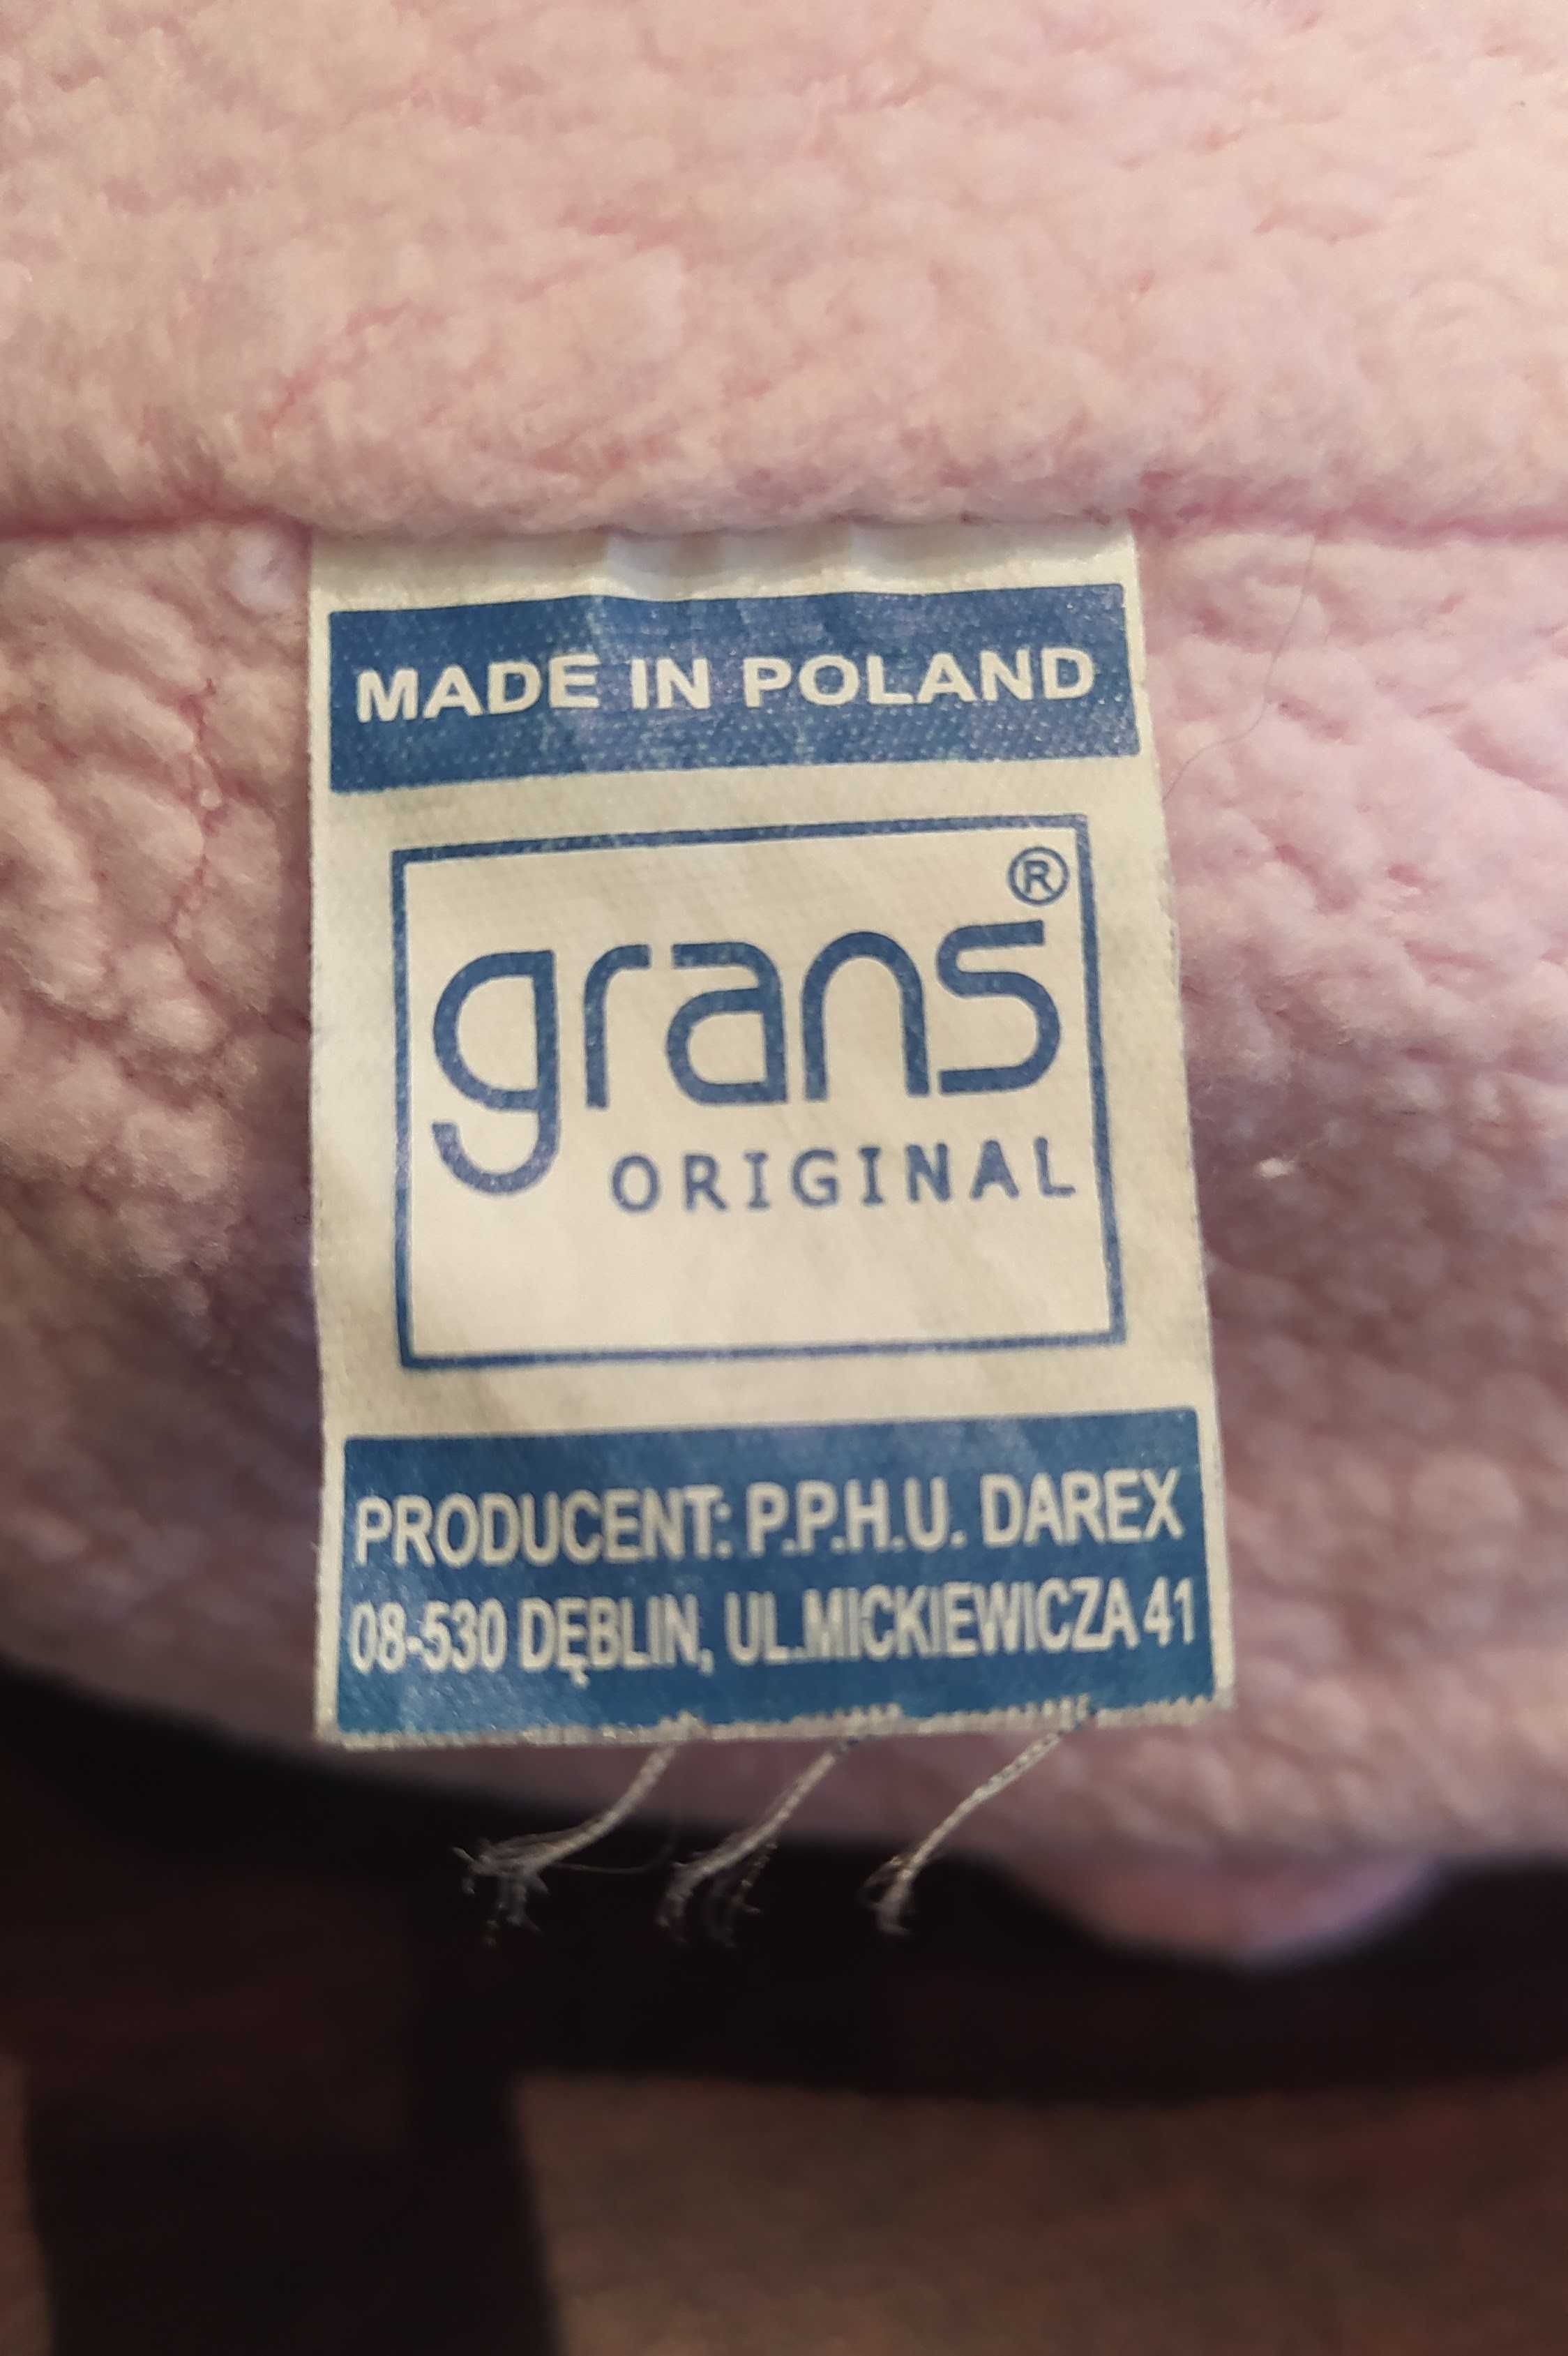 MADE IN POLAND
®
grans
ORIGINAL
PRODUCENT: P.P.H.U. DAREX
08-530 DĘBLIN, UL.MICKIEWICZA 41